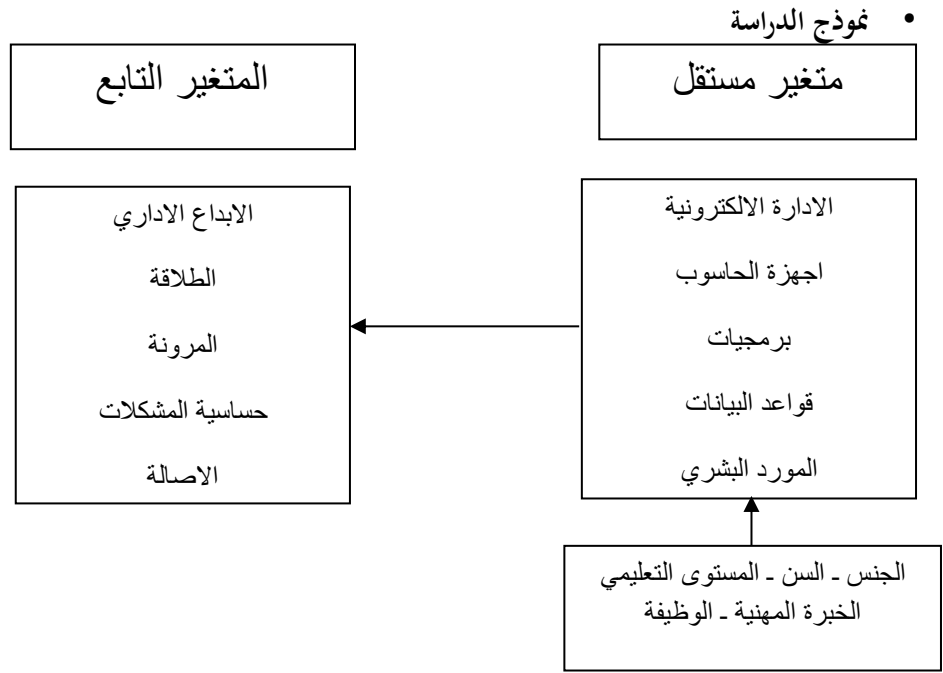 • نموذج الدراسة
متغير مستقل
المتغير التابع
الادارة الالكترونية
اجهزة الحاسوب
برمجيات
قواعد البيانات
المورد البشري
الابداع الاداري
الطلاقة
المرونة
حساسية المشكلات
الاصالة
الجنس ـ السن ـ المستوى التعليمي
الخبرة المهنية ـ الوظيفة